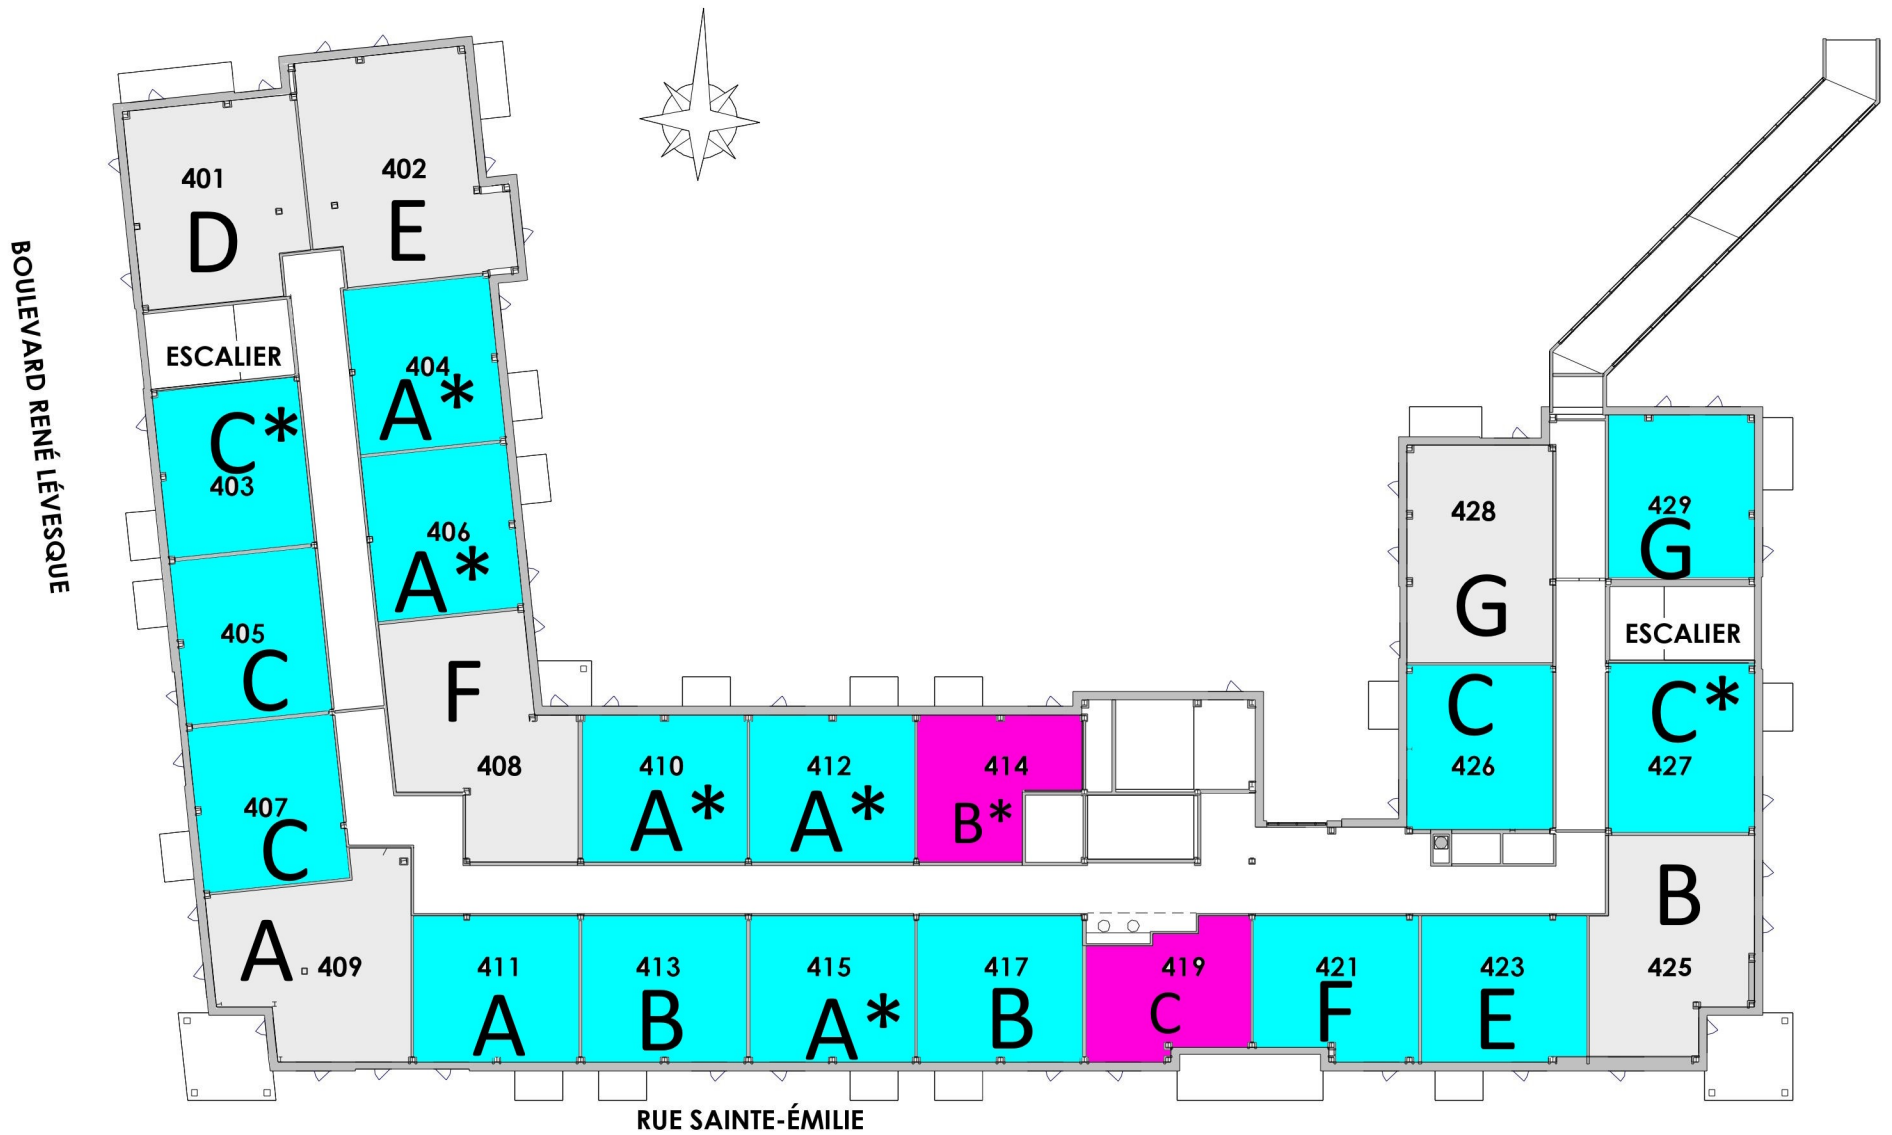 401
D
402
E
BOULEVARD RENÉ LÉVESQUE
ESCALIER
404
A*
C*
403
406
A*
405
C
F
408
407
C
410
A*
412
A*
414
B*
428
G
429
G
ESCALIER
C
426
C*
427
A
409
411
A
413
B
415
A*
417
B
419
C
421
F
423
E
B
425
RUE SAINTE-ÉMILIE